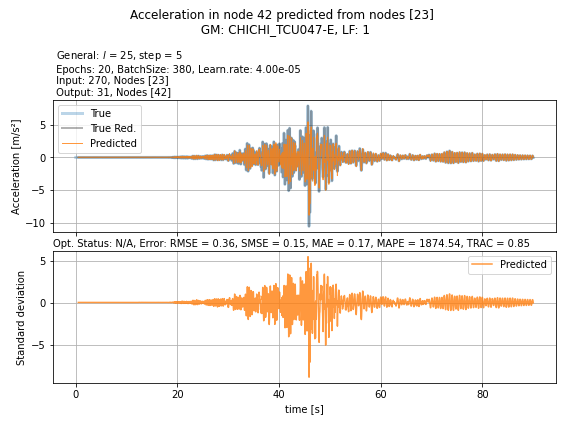 Acceleration in node 42 predicted from nodes [23]
GM: CHICHI_TCU047-E, LF: 1
General: l = 25, step = 5
Epochs: 20, BatchSize: 380, Learn.rate: 4.00e-05
Input: 270, Nodes [23]
Output: 31, Nodes [42]
True
True Red.
Predicted
Acceleration [m/s²]
5
0
−5
−10
Opt. Status: N/A, Error: RMSE = 0.36, SMSE = 0.15, MAE = 0.17, MAPE = 1874.54, TRAC = 0.85
Predicted
Standard deviation
5
0
−5
0 20 40 60 80
time [s]